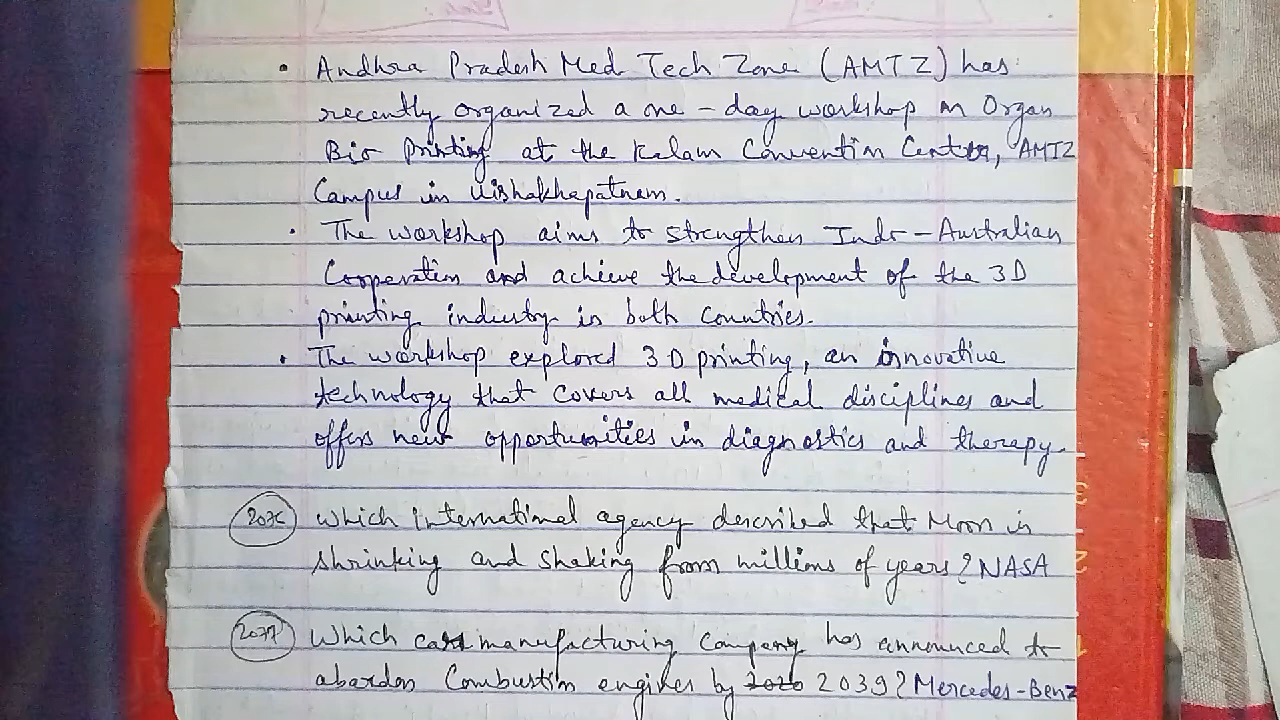 • Andhra Pradesh Med Tech Zone (AMTZ) has
recently organized a one-day workshop on Organ
Bio printing at the Kalam Convention Center, AMTZ
Campus in Vishakhapatnam.
• The workshop aims to strengthen Indo-Australian
Cooperation and achieve the development of the 3D
printing industry in both countries.
• The workshop explored 3D printing, an innovative
technology that covers all medical disciplines and
offers new opportunities in diagnostics and therapy.
2076 Which international agency described that Moon is
shrinking and shaking from millions of years? NASA
2077 Which car manufacturing company has announced to
abandon Combustion engines by 2020 2039? Mercedes-Benz